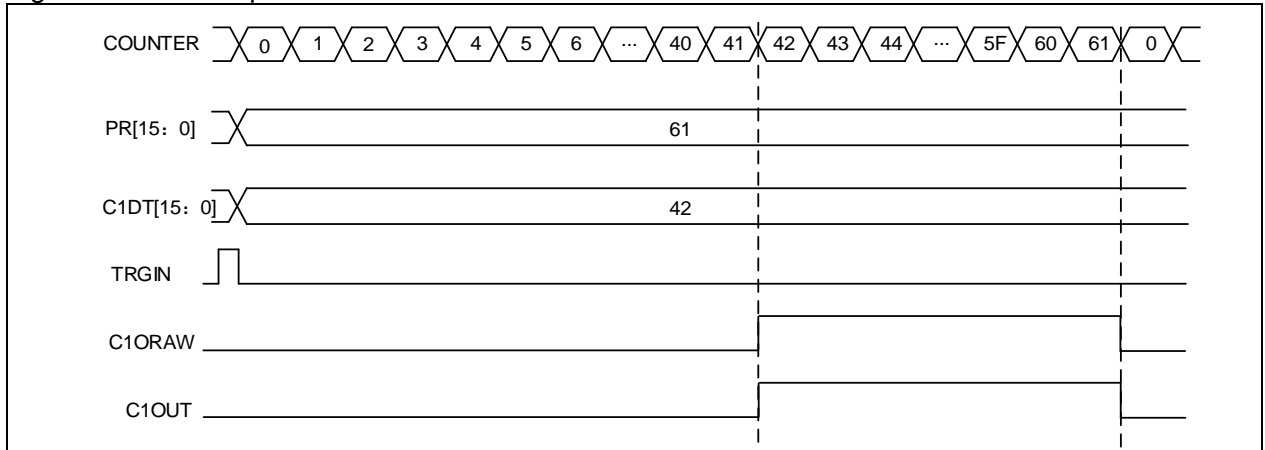 COUNTER 0 1 2 3 4 5 6 ... 40 41 42 43 44 ... 5F 60 61 0
PR[15：0] 61
C1DT[15：0] 42
TRGIN
C1ORAW
C1OUT